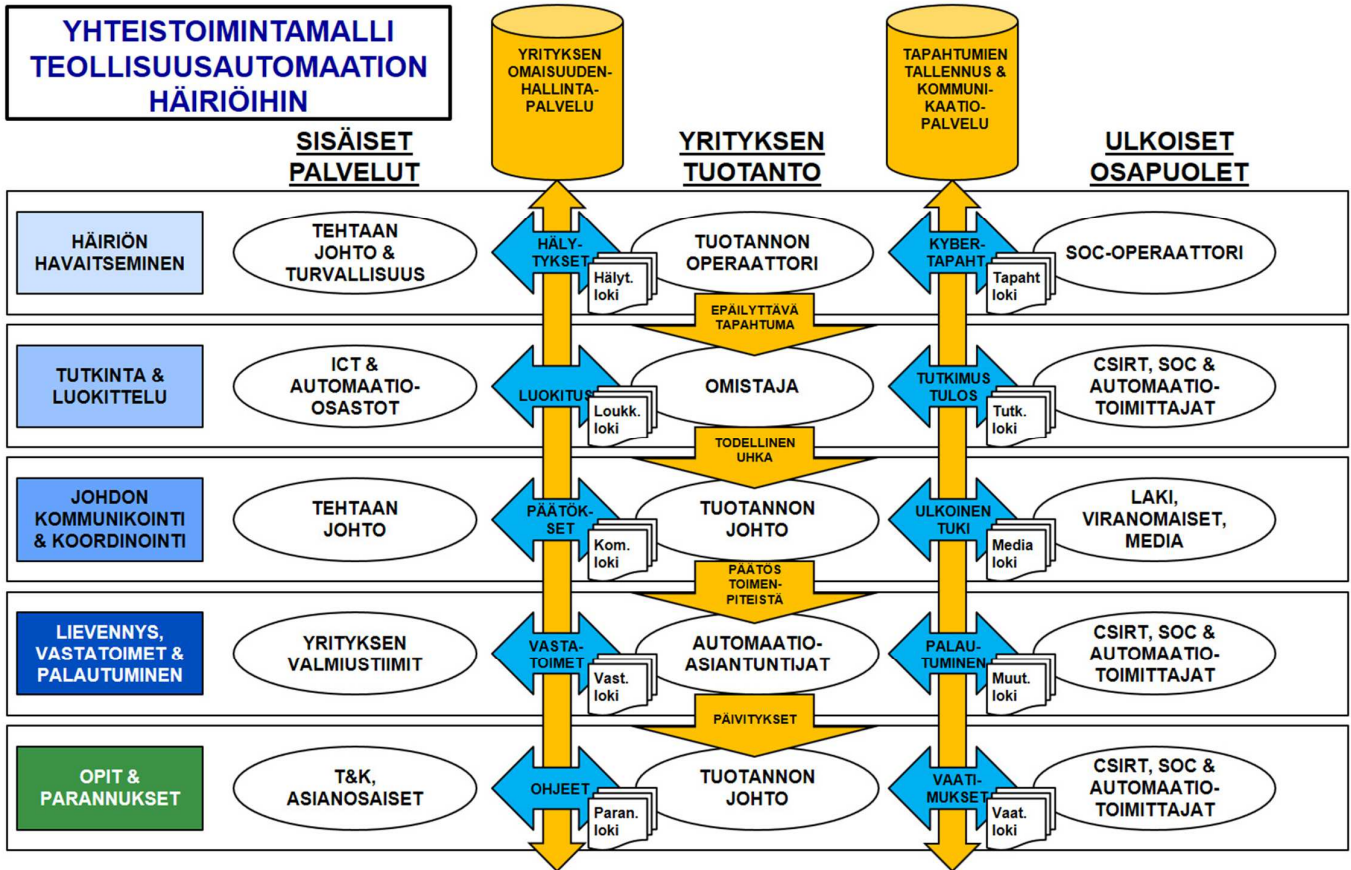 YHTEISTOIMINTAMALLI
TEOLLISUUSAUTOMAATION
HÄIRIÖIHIN
YRITYKSEN
OMAISUUDEN-
HALLINTA-
PALVELU
TAPAHTUMIEN
TALLENNUS &
KOMMUNI-
KAATIO-
PALVELU
SISÄISET
PALVELUT
YRITYKSEN
TUOTANTO
ULKOISET
OSAPUOLET
HÄIRIÖN
HAVAITSEMINEN
TEHTAAN
JOHTO &
TURVALLISUUS
HÄLY-
TYKSET
Hälyt.
loki
TUOTANNON
OPERAATTORI
KYBER-
TAPAHT
Tapaht
loki
SOC-OPERAATTORI
EPÄILYTTÄVÄ
TAPAHTUMA
TUTKINTA &
LUOKITTELU
ICT &
AUTOMAATIO-
OSASTOT
LUOKITUS
Loukk.
loki
OMISTAJA
TUTKIMUS
TULOS
Tutk.
loki
CSIRT, SOC &
AUTOMAATIO-
TOIMITTAJAT
TODELLINEN
UHKA
JOHDON
KOMMUNIKOINTI
& KOORDINOINTI
TEHTAAN
JOHTO
PÄÄTÖK-
SET
Kom.
loki
TUOTANNON
JOHTO
ULKOINEN
TUKI
Media
loki
LAKI,
VIRANOMAISET,
MEDIA
PÄÄTÖS
TOIMEN-
PITEISTÄ
LIEVENNYS,
VASTATOIMET &
PALAUTUMINEN
YRITYKSEN
VALMIUSTIIMIT
VASTA-
TOIMET
Vast.
loki
AUTOMAATIO-
ASIANTUNTIJAT
PALAU-
TUMINEN
Muut.
loki
CSIRT, SOC &
AUTOMAATIO-
TOIMITTAJAT
PÄIVITYKSET
OPIT &
PARANNUKSET
T&K,
ASIANOSAISET
OHJEET
Paran.
loki
TUOTANNON
JOHTO
VAATI-
MUKSET
Vaat.
loki
CSIRT, SOC &
AUTOMAATIO-
TOIMITTAJAT